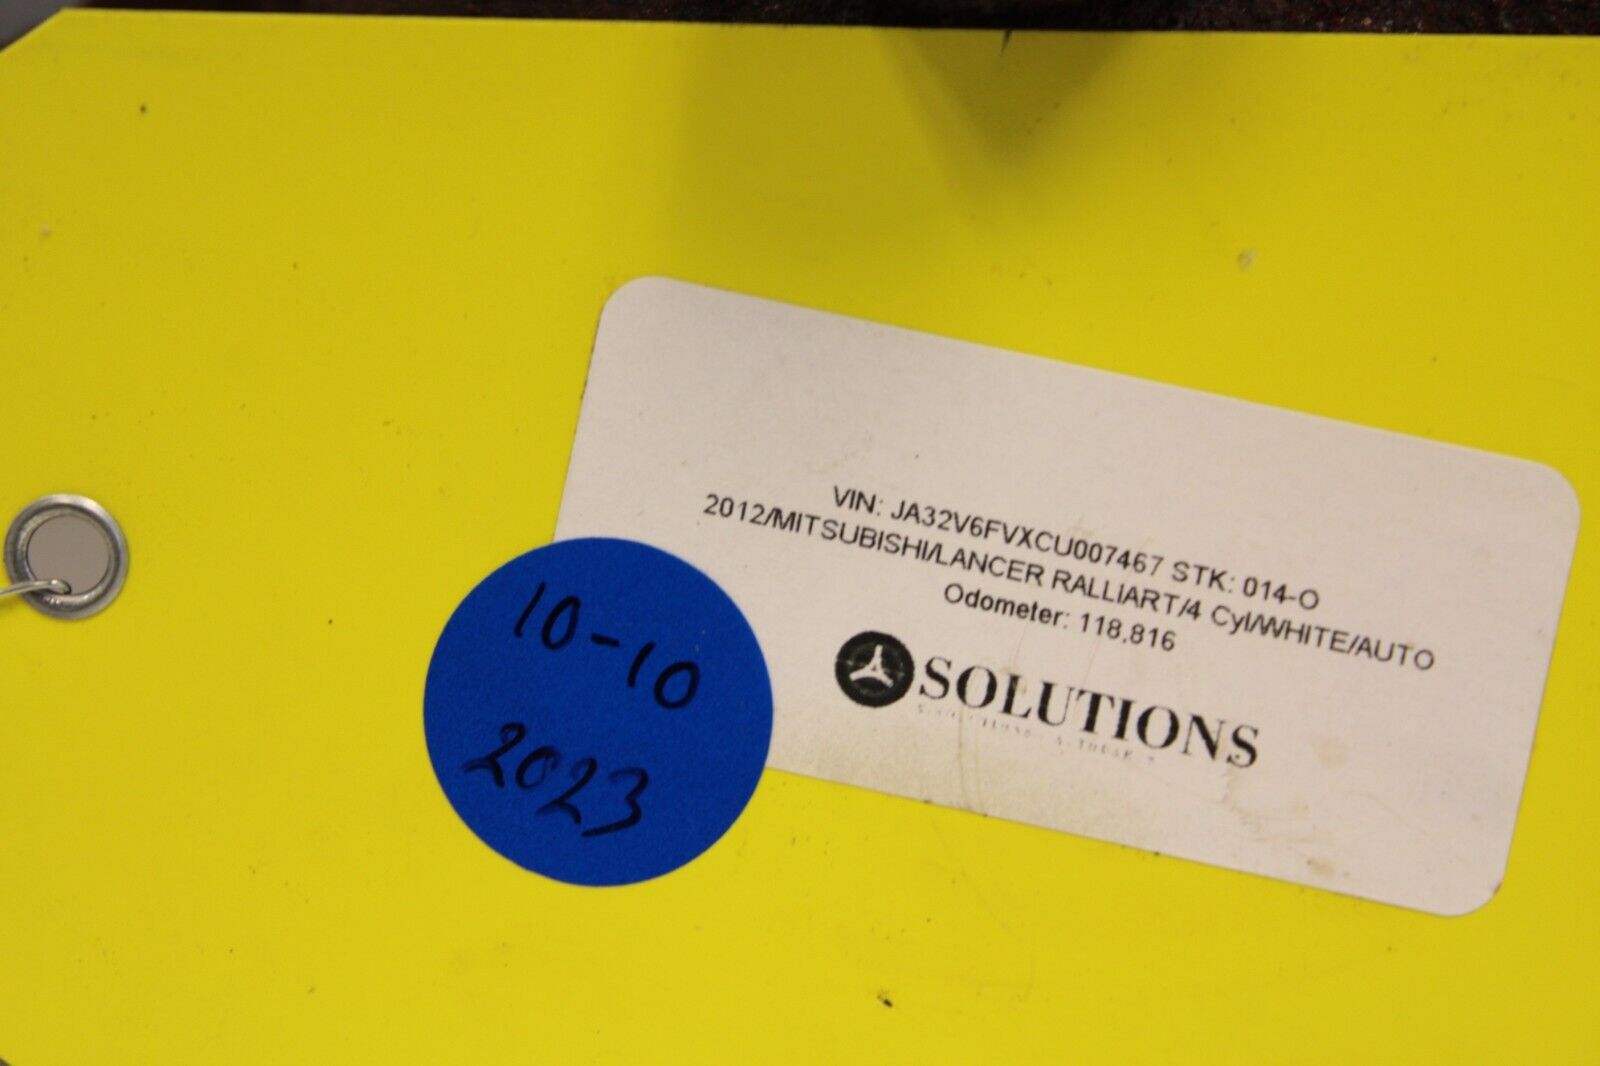 VIN: JA32V6FVXCU007467 STK: 014-O
2012/MITSUBISHI/LANCER RALLIART/4 Cyl/WHITE/AUTO
Odometer: 118,816
SOLUTIONS
10-10
2023